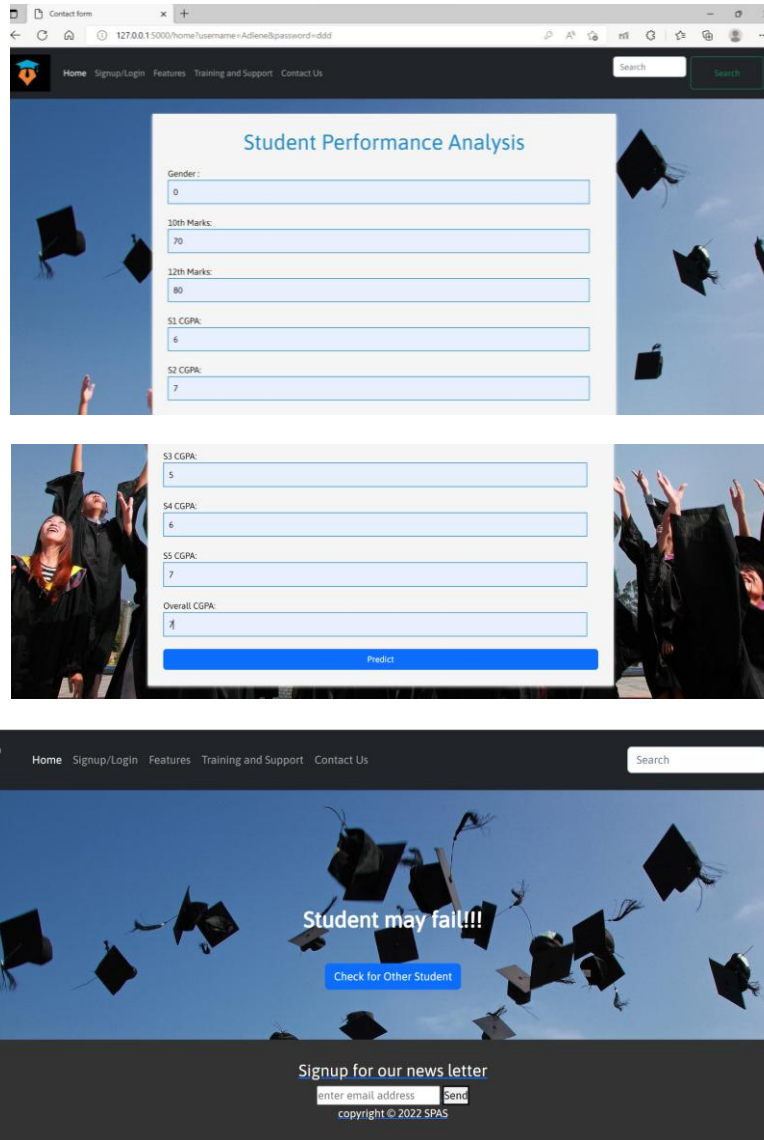 Contact form
127.0.0.1:5000/home?username=Adlene&password=ddd
Home Signup/Login Features Training and Support Contact Us Search Search
Student Performance Analysis
Gender :
0
10th Marks:
70
12th Marks:
80
S1 CGPA:
6
S2 CGPA:
7
S3 CGPA:
5
S4 CGPA:
6
S5 CGPA:
7
Overall CGPA:
7
Predict
Home Signup/Login Features Training and Support Contact Us Search
Student may fail!!!
Check for Other Student
Signup for our news letter
enter email address Send
copyright © 2022 SPAS